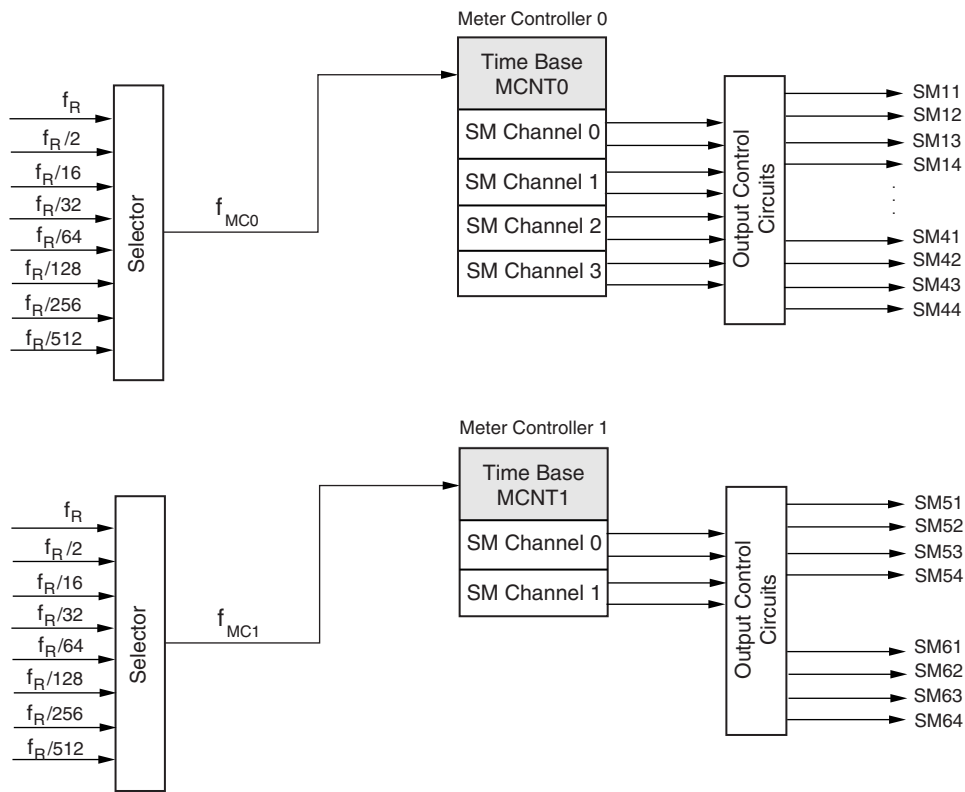 Meter Controller 0
Time Base
MCNT0
SM Channel 0
SM Channel 1
SM Channel 2
SM Channel 3
fR
fR/2
fR/16
fR/32
fR/64
fR/128
fR/256
fR/512
Selector
fMC0
Output Control
Circuits
SM11
SM12
SM13
SM14
SM41
SM42
SM43
SM44
Meter Controller 1
Time Base
MCNT1
SM Channel 0
SM Channel 1
fR
fR/2
fR/16
fR/32
fR/64
fR/128
fR/256
fR/512
Selector
fMC1
Output Control
Circuits
SM51
SM52
SM53
SM54
SM61
SM62
SM63
SM64